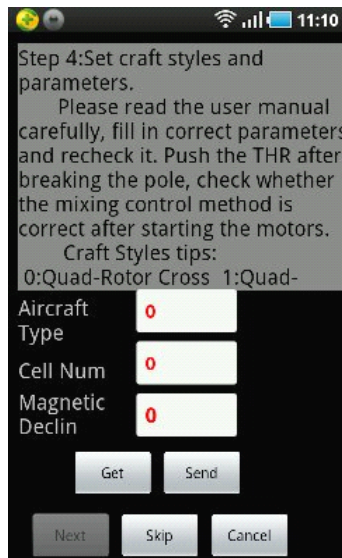 11:10
Step 4:Set craft styles and
parameters.
Please read the user manual
carefully, fill in correct parameters
and recheck it. Push the THR after
breaking the pole, check whether
the mixing control method is
correct after starting the motors.
Craft Styles tips:
0:Quad-Rotor Cross 1:Quad-
Aircraft
Type
0
Cell Num
0
Magnetic
Declin
0
Get Send
Next Skip Cancel